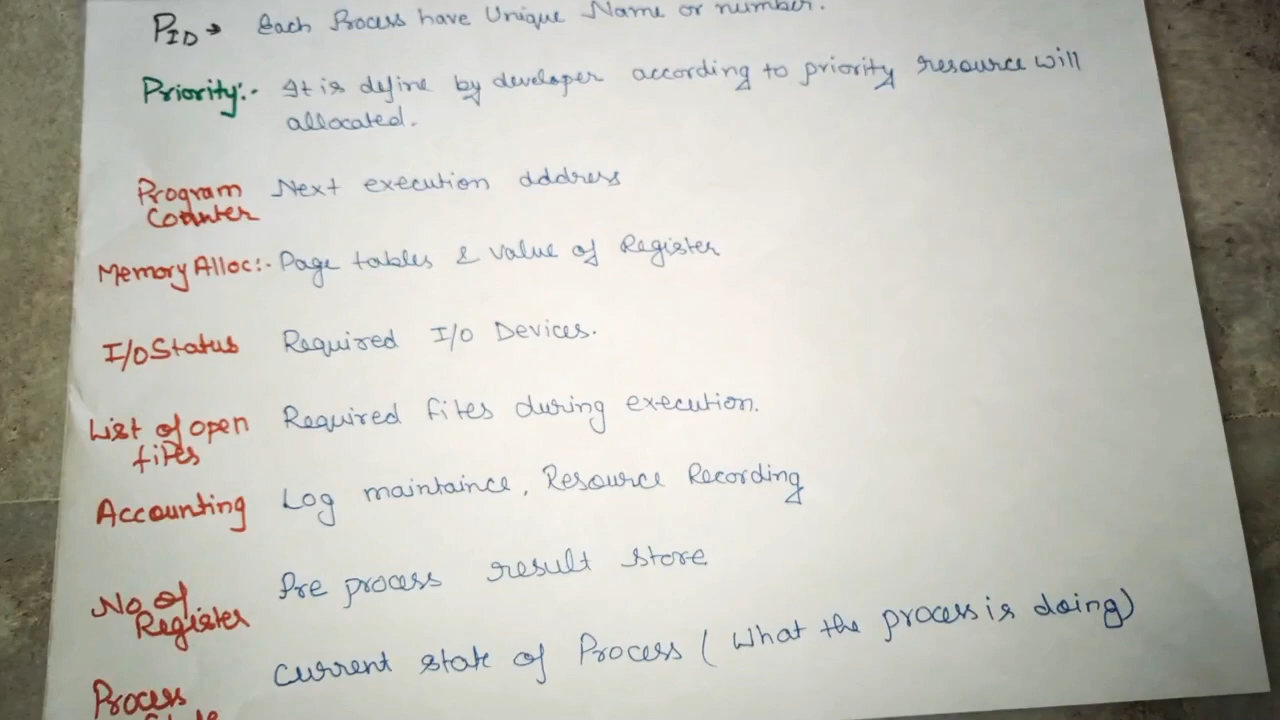 PID → Each Process have Unique Name or number.
Priority:- It is define by developer according to priority resource will
allocated.
Program Next execution address
Counter
Memory Alloc:- Page tables & value of Register
I/O Status Required I/O Devices.
List of open Required files during execution.
files
Accounting Log maintaince, Resource Recording
No of Pre process result store
Register
Process Current state of Process ( What the process is doing)